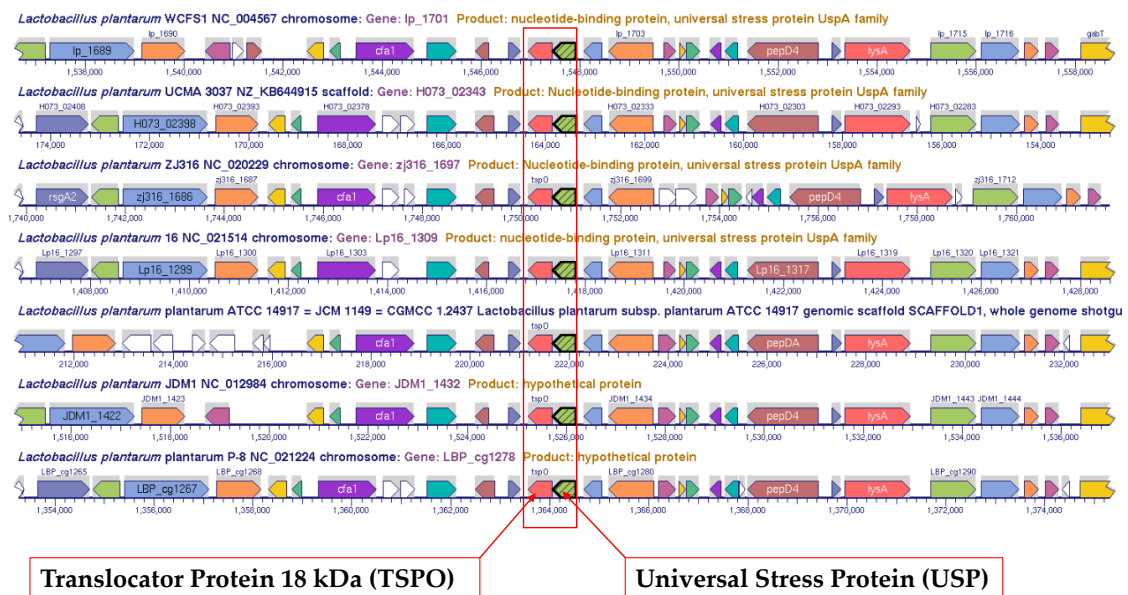 Lactobacillus plantarum WCFS1 NC_004567 chromosome: Gene: lp_1701 Product: nucleotide-binding protein, universal stress protein UspA family
lp_1690 lp_1703 lp_1715 lp_1716 gabT
lp_1689 cfa1 pepD4 lysA
1,538,000 1,540,000 1,542,000 1,544,000 1,546,000 1,548,000 1,550,000 1,552,000 1,554,000 1,556,000 1,558,000
Lactobacillus plantarum UCMA 3037 NZ_KB644915 scaffold: Gene: H073_02343 Product: Nucleotide-binding protein, universal stress protein UspA family
H073_02408 H073_02393 H073_02378 H073_02333 H073_02303 H073_02293 H073_02283
H073_02398
174,000 172,000 170,000 168,000 166,000 164,000 162,000 160,000 158,000 156,000 154,000
Lactobacillus plantarum ZJ316 NC_020229 chromosome: Gene: zj316_1697 Product: Nucleotide-binding protein, universal stress protein UspA family
zj316_1687 tspO zj316_1699 zj316_1712
rsgA2 zj316_1686 cfa1 pepD4 lysA
1,740,000 1,742,000 1,744,000 1,746,000 1,748,000 1,750,000 1,752,000 1,754,000 1,756,000 1,758,000 1,760,000
Lactobacillus plantarum 16 NC_021514 chromosome: Gene: Lp16_1309 Product: nucleotide-binding protein, universal stress protein UspA family
Lp16_1297 Lp16_1300 Lp16_1303 Lp16_1311 Lp16_1319 Lp16_1320 Lp16_1321
Lp16_1299 Lp16_1317
1,408,000 1,410,000 1,412,000 1,414,000 1,416,000 1,418,000 1,420,000 1,422,000 1,424,000 1,426,000 1,428,000
Lactobacillus plantarum plantarum ATCC 14917 = JCM 1149 = CGMCC 1.2437 Lactobacillus plantarum subsp. plantarum ATCC 14917 genomic scaffold SCAFFOLD1, whole genome shotgu
tspO
cfa1 pepDA lysA
212,000 214,000 216,000 218,000 220,000 222,000 224,000 226,000 228,000 230,000 232,000
Lactobacillus plantarum JDM1 NC_012984 chromosome: Gene: JDM1_1432 Product: hypothetical protein
JDM1_1423 tspO JDM1_1434 JDM1_1443 JDM1_1444
JDM1_1422 cfa1 pepD4 lysA
1,516,000 1,518,000 1,520,000 1,522,000 1,524,000 1,526,000 1,528,000 1,530,000 1,532,000 1,534,000 1,536,000
Lactobacillus plantarum plantarum P-8 NC_021224 chromosome: Gene: LBP_cg1278 Product: hypothetical protein
LBP_cg1265 LBP_cg1268 tspO LBP_cg1280 LBP_cg1290
LBP_cg1267 cfa1 pepD4 lysA
1,354,000 1,356,000 1,358,000 1,360,000 1,362,000 1,364,000 1,366,000 1,368,000 1,370,000 1,372,000 1,374,000
Translocator Protein 18 kDa (TSPO) Universal Stress Protein (USP)